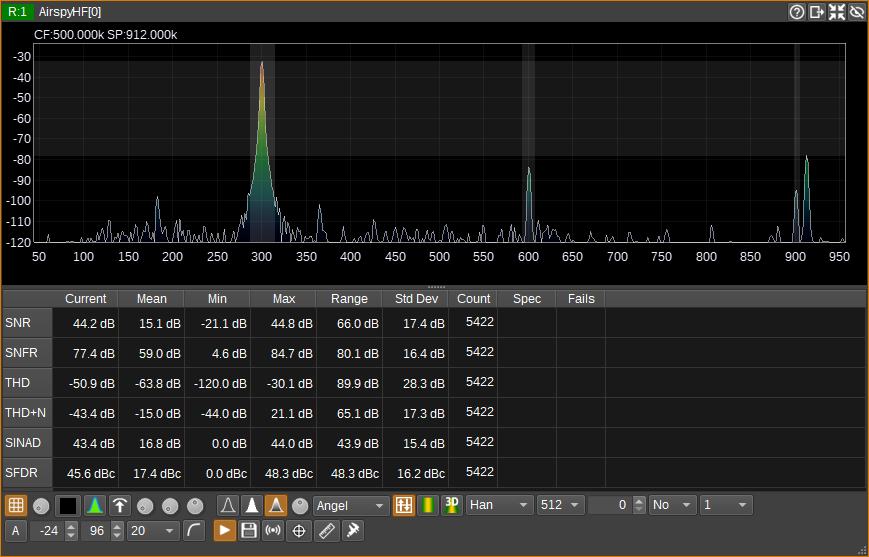 R:1 AirspyHF[0]
CF:500.000k SP:912.000k
-30
-40
-50
-60
-70
-80
-90
-100
-110
-120
50 100 150 200 250 300 350 400 450 500 550 600 650 700 750 800 850 900 950
Current Mean Min Max Range Std Dev Count Spec Fails
SNR 44.2 dB 15.1 dB -21.1 dB 44.8 dB 66.0 dB 17.4 dB 5422
SNFR 77.4 dB 59.0 dB 4.6 dB 84.7 dB 80.1 dB 16.4 dB 5422
THD -50.9 dB -63.8 dB -120.0 dB -30.1 dB 89.9 dB 28.3 dB 5422
THD+N -43.4 dB -15.0 dB -44.0 dB 21.1 dB 65.1 dB 17.3 dB 5422
SINAD 43.4 dB 16.8 dB 0.0 dB 44.0 dB 43.9 dB 15.4 dB 5422
SFDR 45.6 dBc 17.4 dBc 0.0 dBc 48.3 dBc 48.3 dBc 16.2 dBc 5422
Angel 3D Han 512 0 No 1
A -24 96 20